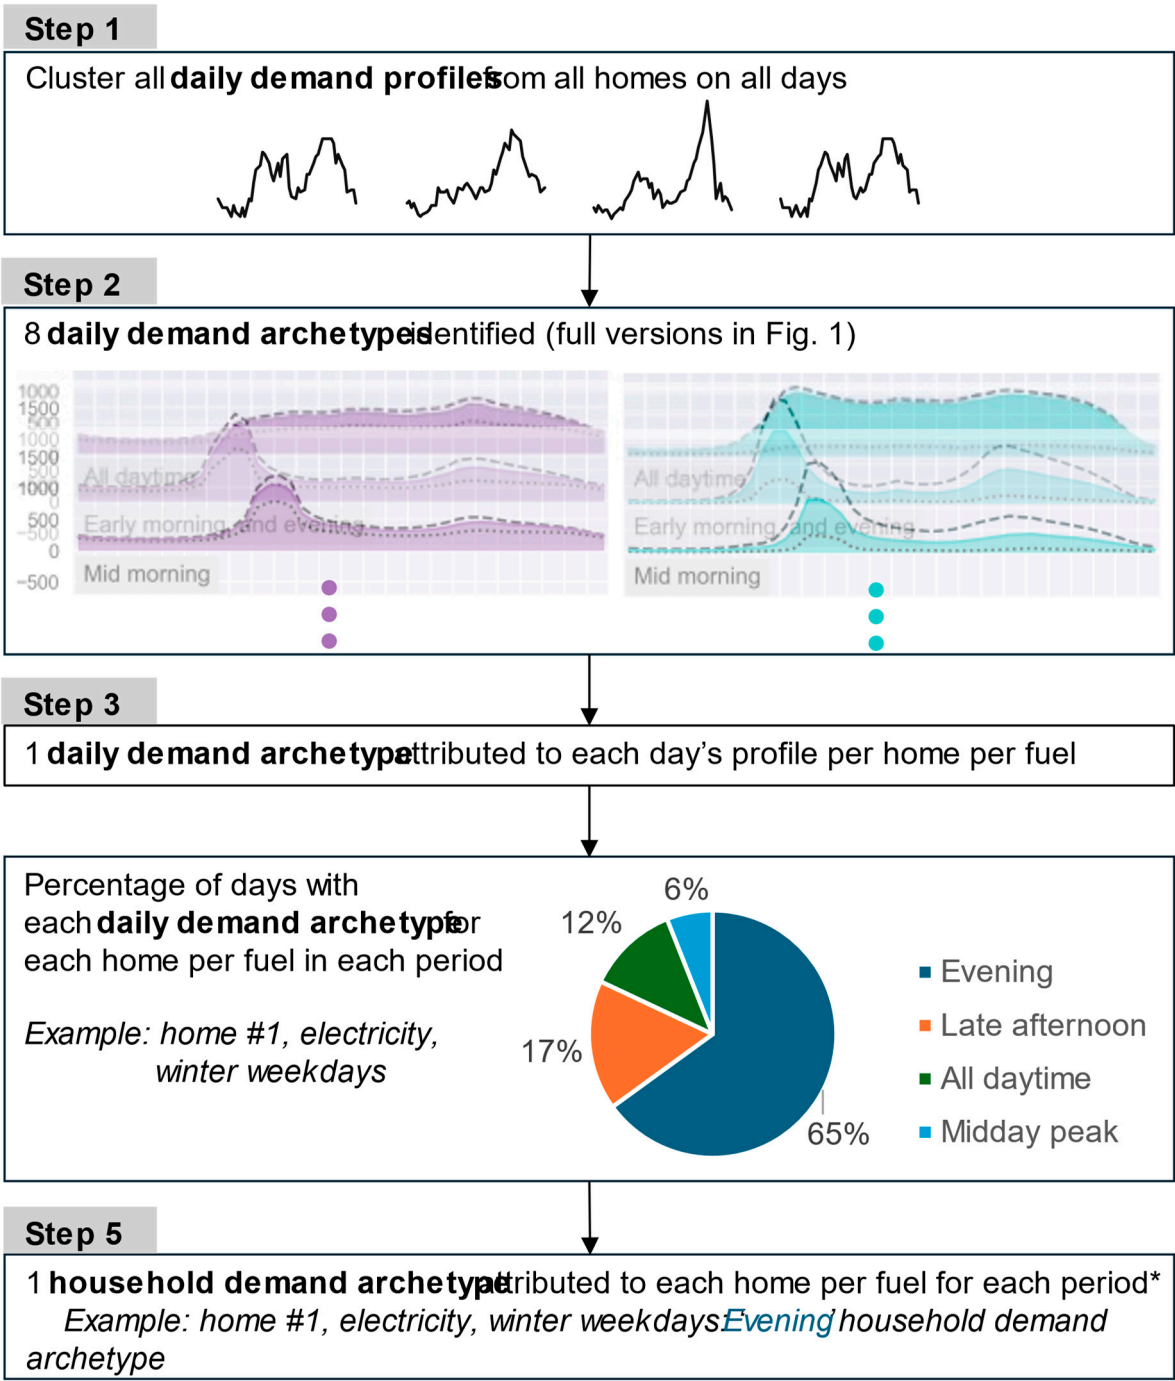 Step 1
Cluster all daily demand profiles from all homes on all days
Step 2
8 daily demand archetypes identified (full versions in Fig. 1)
1000
1500
500
1000
1500
500
1000
0
500
−500
0
−500
All daytime
Early morning and evening
Mid morning
All daytime
Early morning and evening
Mid morning
Step 3
1 daily demand archetype attributed to each day's profile per home per fuel
Percentage of days with
each daily demand archetype for
each home per fuel in each period
Example: home #1, electricity,
winter weekdays
6%
12%
17%
65%
Evening
Late afternoon
All daytime
Midday peak
Step 5
1 household demand archetype attributed to each home per fuel for each period*
Example: home #1, electricity, winter weekdays: 'Evening' household demand
archetype